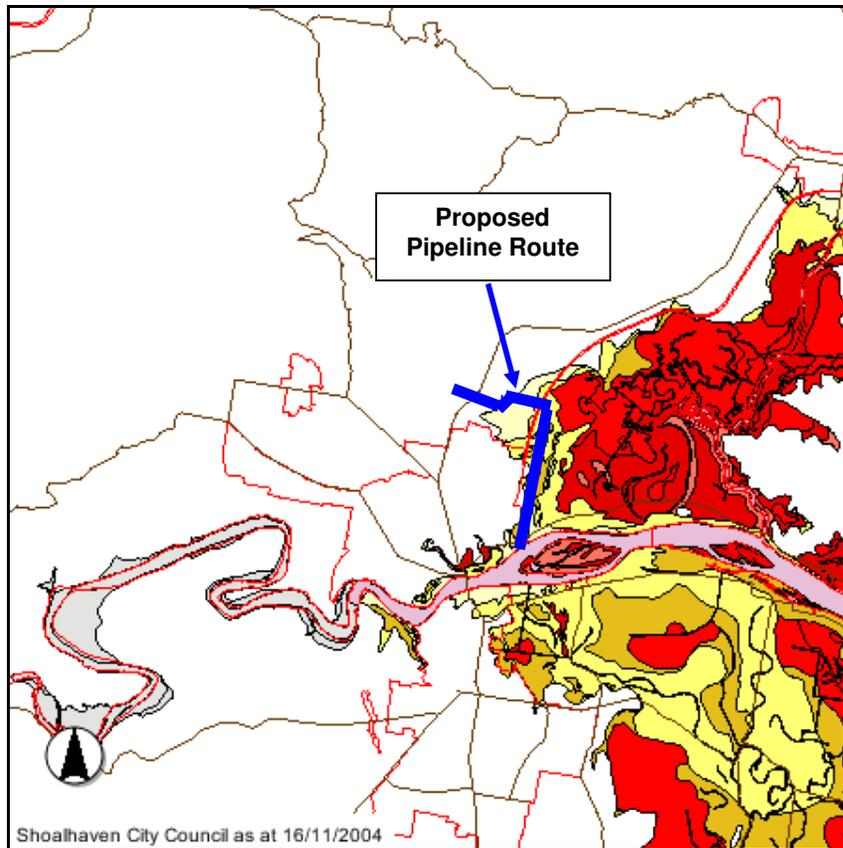 Proposed
Pipeline Route
Shoalhaven City Council as at 16/11/2004